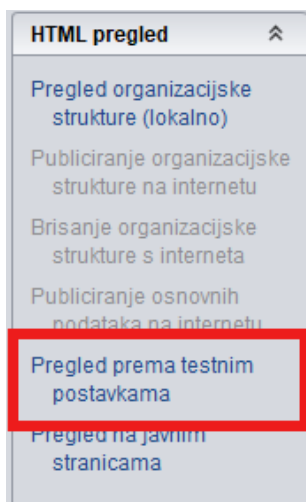 HTML pregled
Pregled organizacijske
strukture (lokalno)
Publiciranje organizacijske
strukture na internetu
Brisanje organizacijske
strukture s interneta
Publiciranje osnovnih
podataka na internetu
Pregled prema testnim
postavkama
Pregled na javnim
stranicama